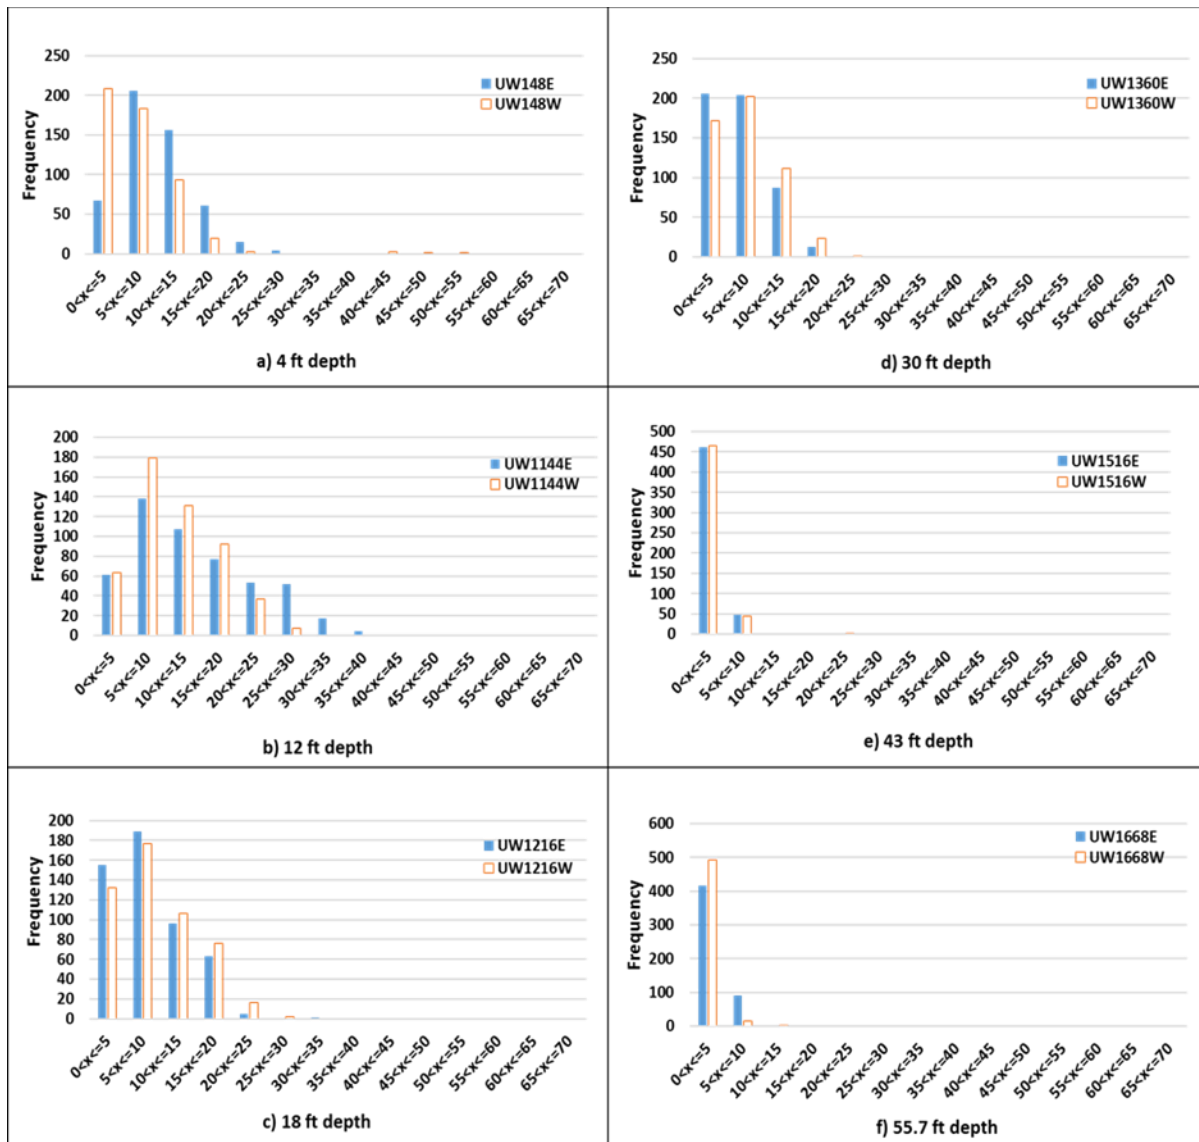 250
200
150
100
50
0
Frequency
UW148E
UW148W
0<x<=5
5<x<=10
10<x<=15
15<x<=20
20<x<=25
25<x<=30
30<x<=35
35<x<=40
40<x<=45
45<x<=50
50<x<=55
55<x<=60
60<x<=65
65<x<=70
a) 4 ft depth
250
200
150
100
50
0
Frequency
UW1360E
UW1360W
0<x<=5
5<x<=10
10<x<=15
15<x<=20
20<x<=25
25<x<=30
30<x<=35
35<x<=40
40<x<=45
45<x<=50
50<x<=55
55<x<=60
60<x<=65
65<x<=70
d) 30 ft depth
200
180
160
140
120
100
80
60
40
20
0
Frequency
UW1144E
UW1144W
0<x<=5
5<x<=10
10<x<=15
15<x<=20
20<x<=25
25<x<=30
30<x<=35
35<x<=40
40<x<=45
45<x<=50
50<x<=55
55<x<=60
60<x<=65
65<x<=70
b) 12 ft depth
500
450
400
350
300
250
200
150
100
50
0
Frequency
UW1516E
UW1516W
0<x<=5
5<x<=10
10<x<=15
15<x<=20
20<x<=25
25<x<=30
30<x<=35
35<x<=40
40<x<=45
45<x<=50
50<x<=55
55<x<=60
60<x<=65
65<x<=70
e) 43 ft depth
200
180
160
140
120
100
80
60
40
20
0
Frequency
UW1216E
UW1216W
0<x<=5
5<x<=10
10<x<=15
15<x<=20
20<x<=25
25<x<=30
30<x<=35
35<x<=40
40<x<=45
45<x<=50
50<x<=55
55<x<=60
60<x<=65
65<x<=70
c) 18 ft depth
600
500
400
300
200
100
0
Frequency
UW1668E
UW1668W
0<x<=5
5<x<=10
10<x<=15
15<x<=20
20<x<=25
25<x<=30
30<x<=35
35<x<=40
40<x<=45
45<x<=50
50<x<=55
55<x<=60
60<x<=65
65<x<=70
f) 55.7 ft depth